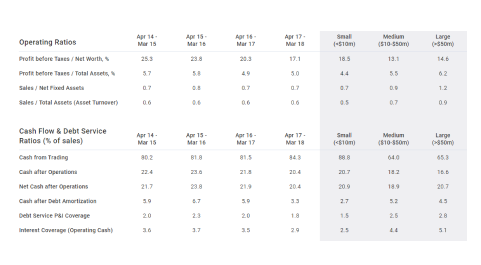 Operating Ratios Apr 14 - Mar 15 Apr 15 - Mar 16 Apr 16 - Mar 17 Apr 17 - Mar 18 Small (<$10m) Medium ($10-$50m) Large (>$50m)
Profit before Taxes / Net Worth, % 25.3 23.8 20.3 17.1 18.5 15.1 14.6
Profit before Taxes / Total Assets, % 5.7 5.8 4.9 5.0 4.4 5.5 6.2
Sales / Net Fixed Assets 0.7 0.8 0.7 0.7 0.7 0.9 1.2
Sales / Total Assets (Asset Turnover) 0.6 0.6 0.6 0.6 0.5 0.7 0.9
Cash Flow & Debt Service Ratios (% of sales) Apr 14 - Mar 15 Apr 15 - Mar 16 Apr 16 - Mar 17 Apr 17 - Mar 18 Small (<$10m) Medium ($10-$50m) Large (>$50m)
Cash from Trading 80.2 81.8 81.5 84.3 88.8 64.0 65.3
Cash after Operations 22.4 23.6 21.8 20.4 20.7 18.2 16.6
Net Cash after Operations 21.7 23.8 21.9 20.4 20.9 18.9 20.7
Cash after Debt Amortization 5.9 6.7 5.9 3.3 2.7 5.2 4.5
Debt Service P&I Coverage 2.0 2.3 2.0 1.8 1.5 2.5 2.8
Interest Coverage (Operating Cash) 3.6 3.7 3.5 2.9 2.5 4.4 5.1